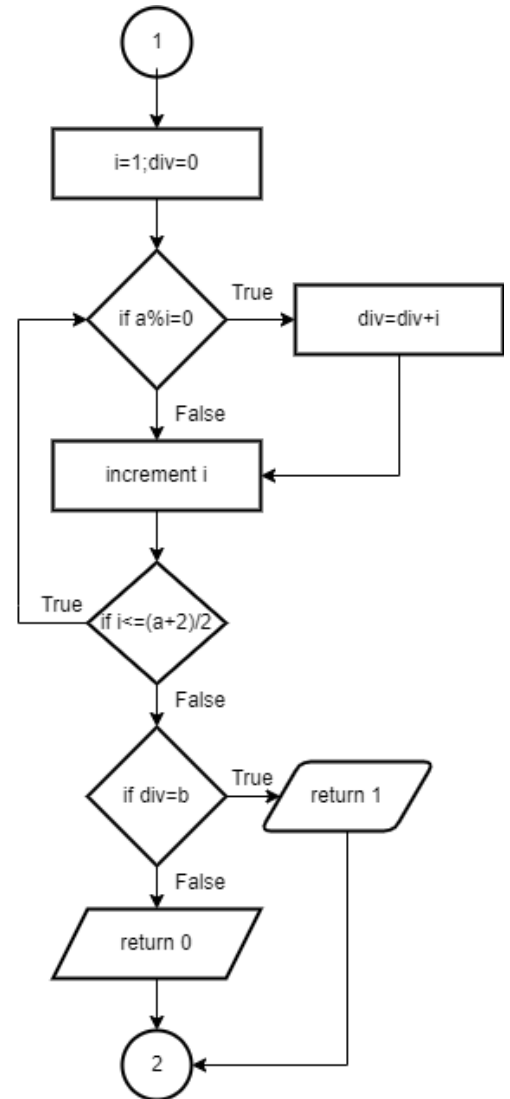 1
i=1;div=0
if a%i=0
True
div=div+i
False
increment i
if i<=(a+2)/2
True
False
if div=b
True
return 1
False
return 0
2